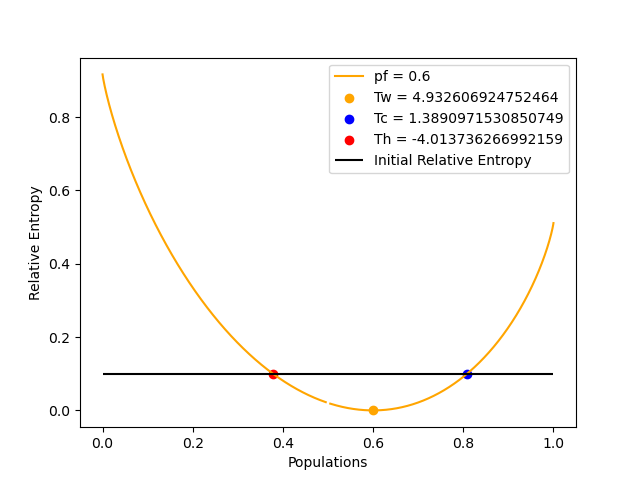 pf = 0.6
Tw = 4.932606924752464
Tc = 1.3890971530850749
Th = -4.013736266992159
Initial Relative Entropy
Relative Entropy
0.8
0.6
0.4
0.2
0.0
0.0 0.2 0.4 0.6 0.8 1.0
Populations